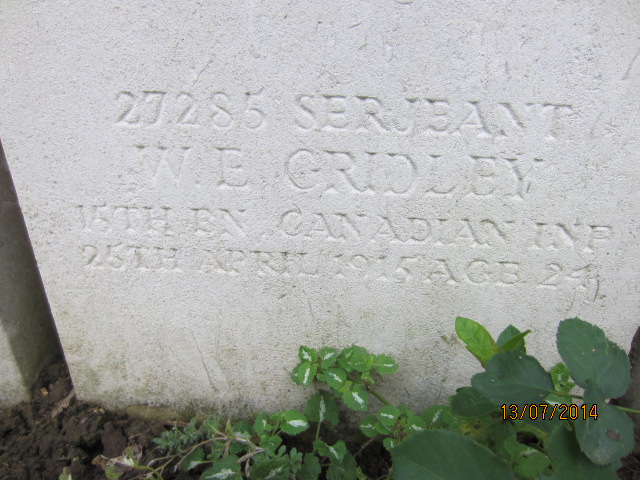 27285 SERJEANT
W. E. GRIDLEY
15TH BN CANADIAN INF.
25TH APRIL 1915 AGE 24
13/07/2014